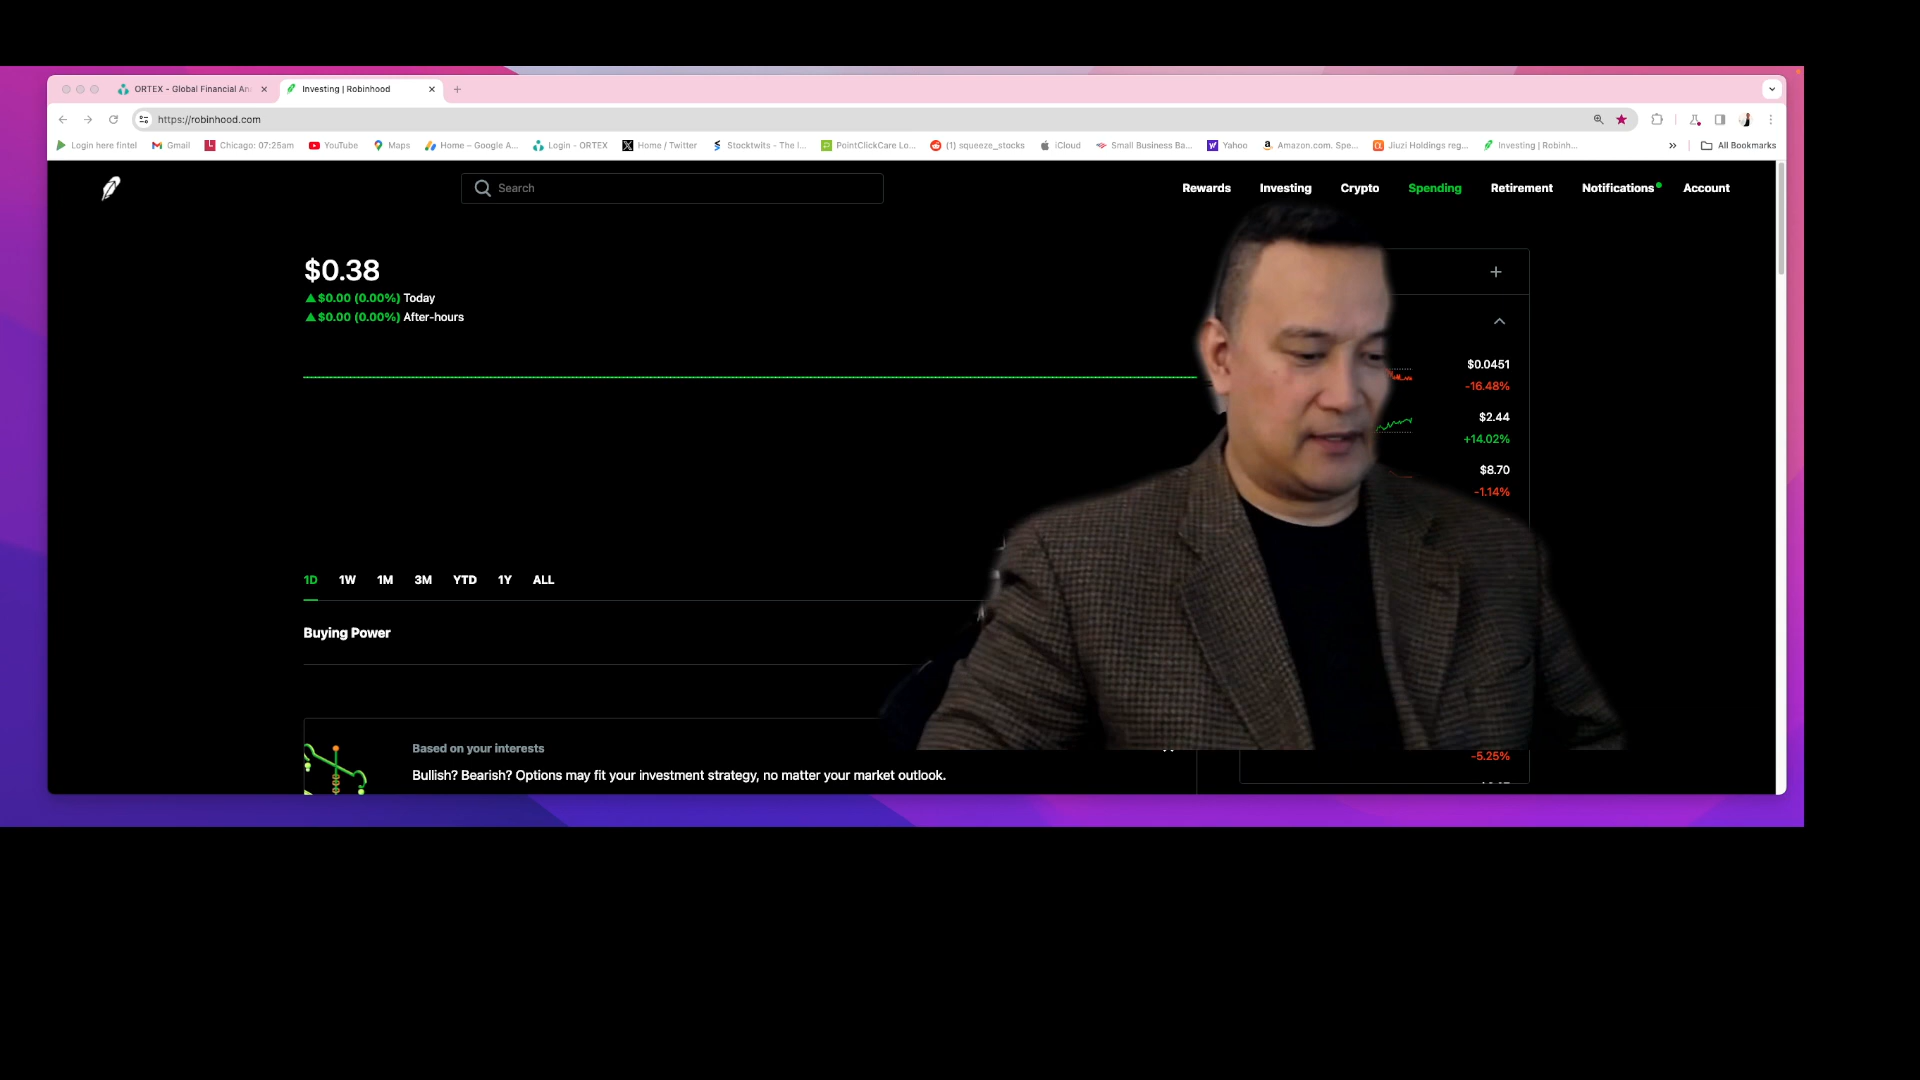 ORTEX - Global Financial An
Investing | Robinhood
https://robinhood.com
Login here fintel
Gmail
Chicago: 07:25am
YouTube
Maps
Home – Google A...
Login - ORTEX
Home / Twitter
Stocktwits - The l...
PointClickCare Lo...
(1) squeeze_stocks
iCloud
Small Business Ba...
Yahoo
Amazon.com. Spe...
Jiuzi Holdings reg...
Investing | Robinh...
All Bookmarks
Search
Rewards
Investing
Crypto
Spending
Retirement
Notifications
Account
$0.38
$0.00 (0.00%) Today
$0.00 (0.00%) After-hours
$0.0451
-16.48%
$2.44
+14.02%
$8.70
-1.14%
1D 1W 1M 3M YTD 1Y ALL
Buying Power
Based on your interests
Bullish? Bearish? Options may fit your investment strategy, no matter your market outlook.
-5.25%